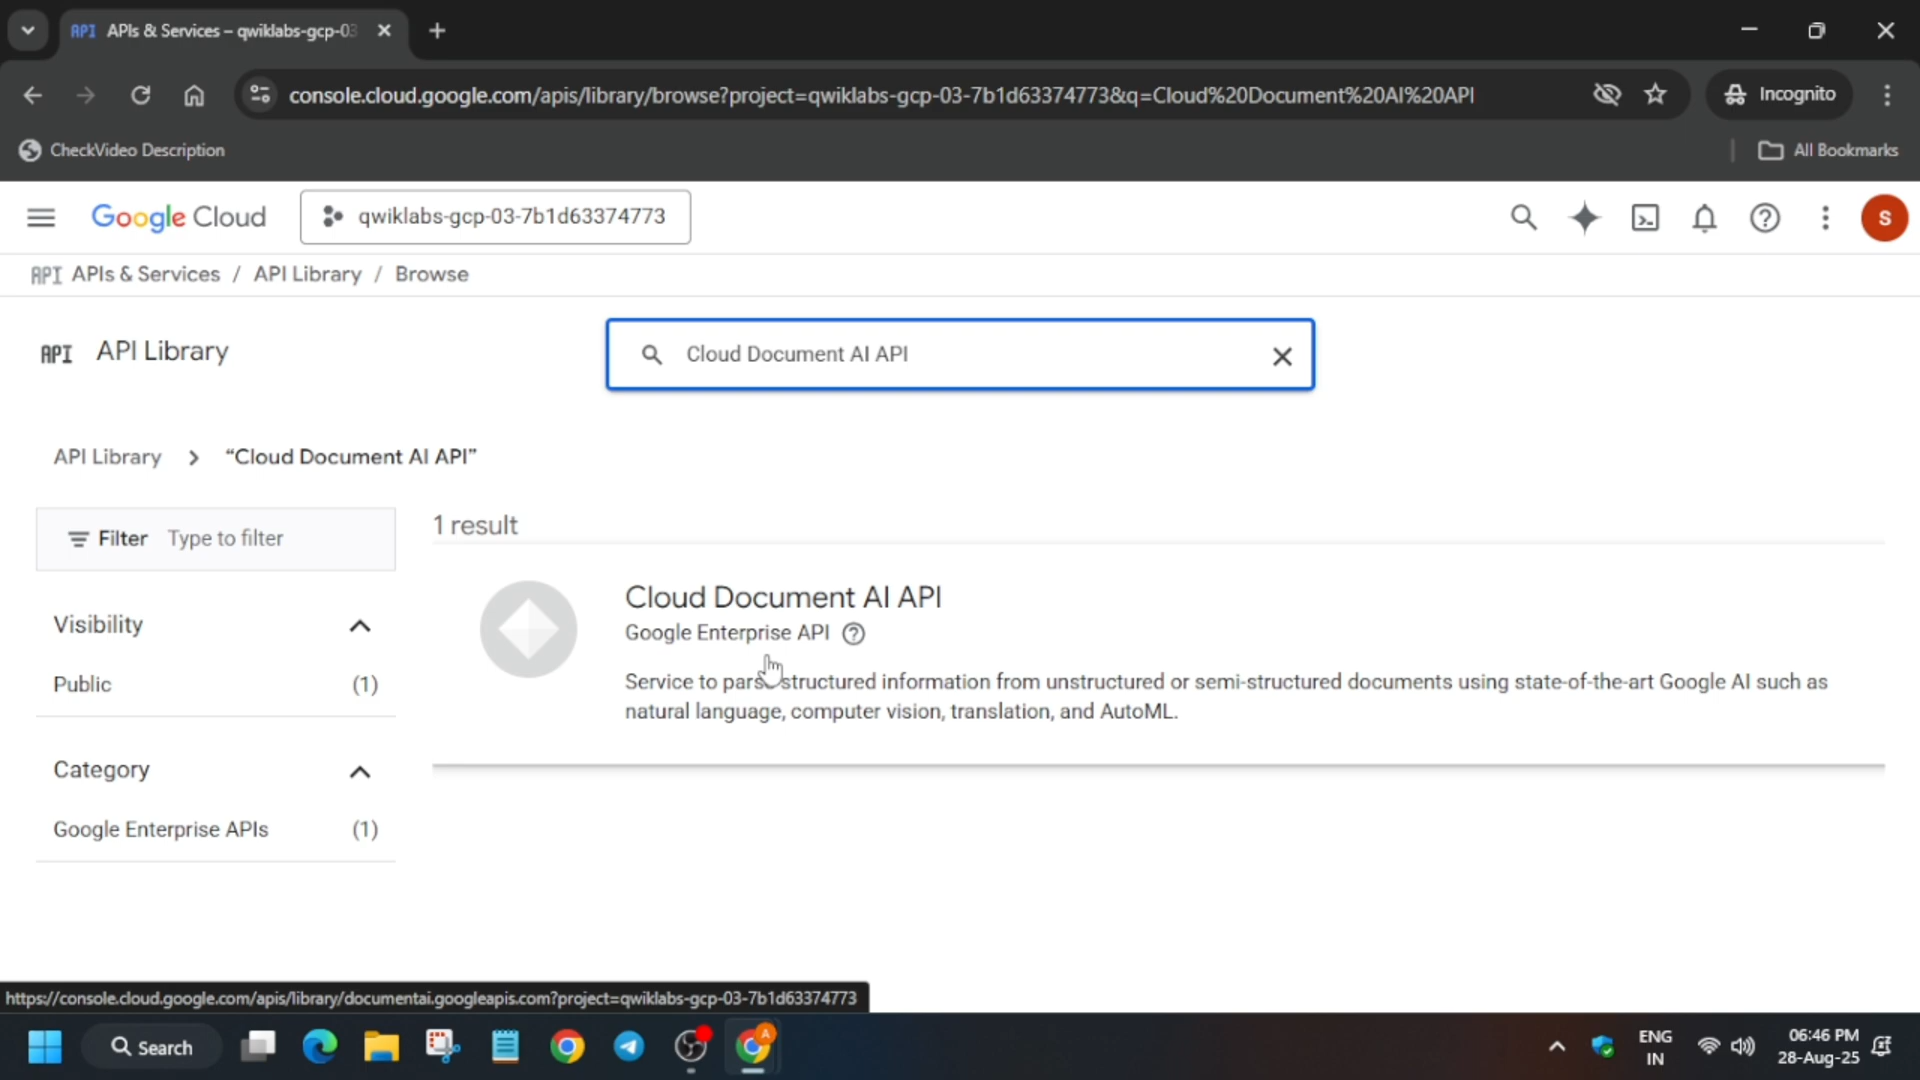 API APIs & Services – qwiklabs-gcp-03
console.cloud.google.com/apis/library/browse?project=qwiklabs-gcp-03-7b1d63374773&q=Cloud%20Document%20AI%20API
Incognito
CheckVideo Description
All Bookmarks
Google Cloud
qwiklabs-gcp-03-7b1d63374773
S
API APIs & Services / API Library / Browse
API API Library
Cloud Document AI API
API Library > “Cloud Document AI API”
Filter Type to filter
1 result
Cloud Document AI API
Google Enterprise API
Service to parse structured information from unstructured or semi-structured documents using state-of-the-art Google AI such as
natural language, computer vision, translation, and AutoML.
Visibility
Public (1)
Category
Google Enterprise APIs (1)
https://console.cloud.google.com/apis/library/documentai.googleapis.com?project=qwiklabs-gcp-03-7b1d63374773
Search
A
ENG
IN
06:46 PM
28-Aug-25